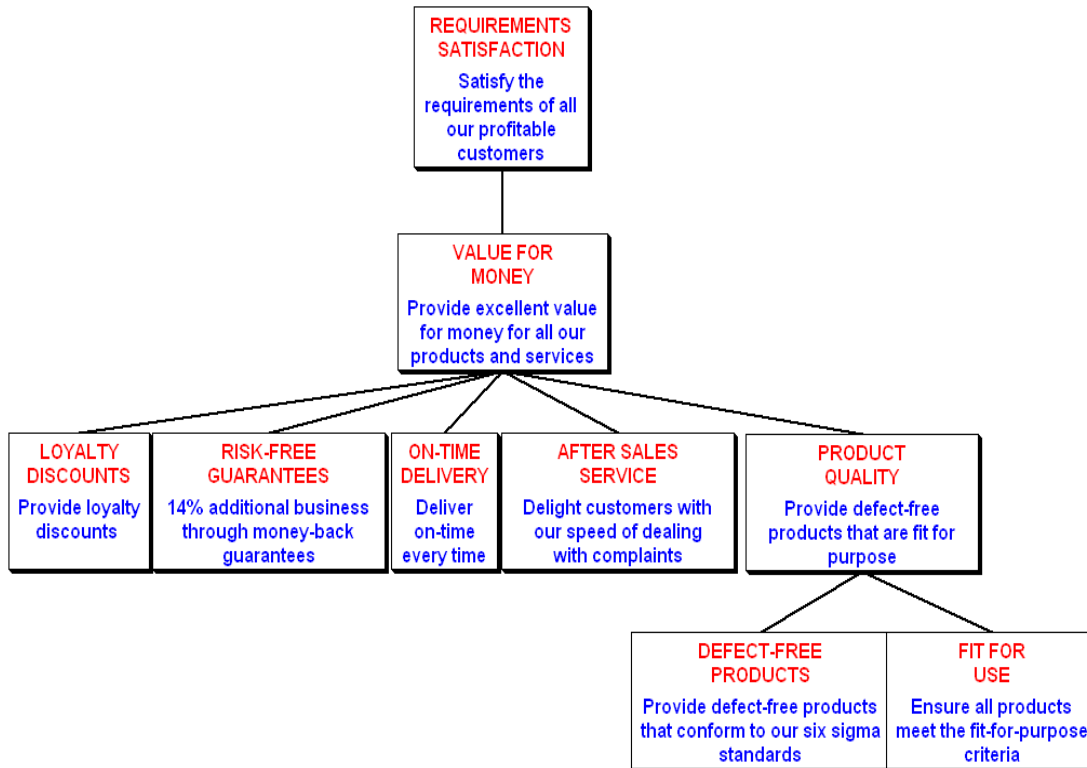 REQUIREMENTS
SATISFACTION
Satisfy the
requirements of all
our profitable
customers
VALUE FOR
MONEY
Provide excellent value
for money for all our
products and services
LOYALTY
DISCOUNTS
Provide loyalty
discounts
RISK-FREE
GUARANTEES
14% additional business
through money-back
guarantees
ON-TIME
DELIVERY
Deliver
on-time
every time
AFTER SALES
SERVICE
Delight customers with
our speed of dealing
with complaints
PRODUCT
QUALITY
Provide defect-free
products that are fit for
purpose
DEFECT-FREE
PRODUCTS
Provide defect-free products
that conform to our six sigma
standards
FIT FOR
USE
Ensure all products
meet the fit-for-purpose
criteria